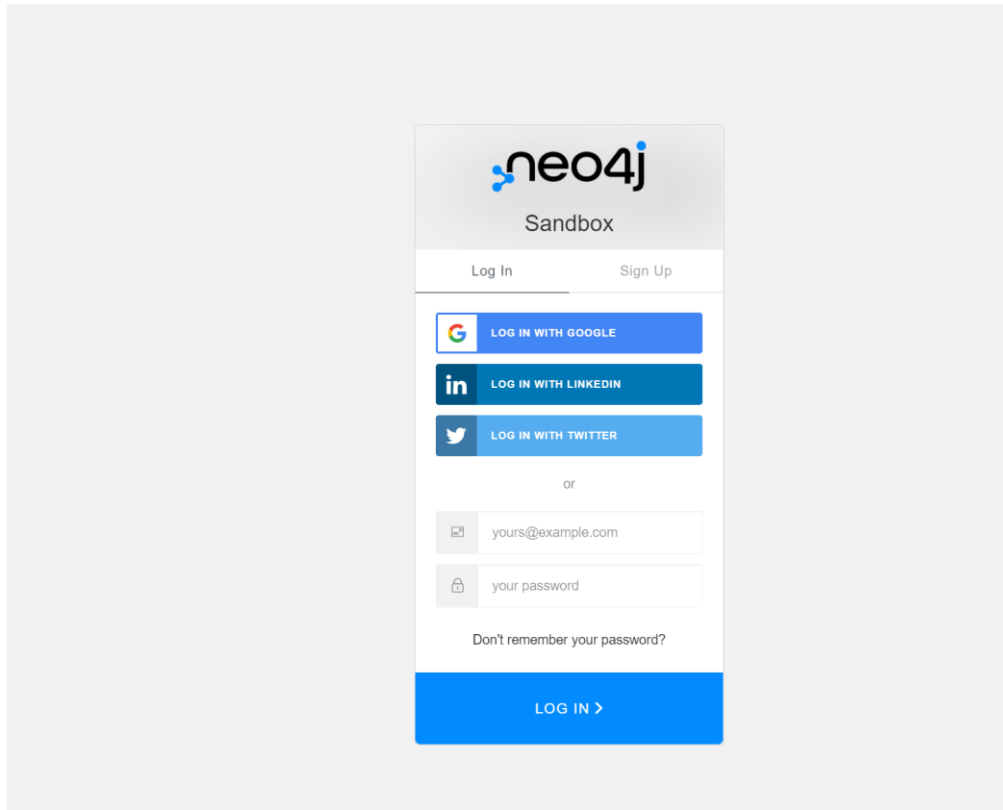 neo4j
Sandbox
Log In Sign Up
LOG IN WITH GOOGLE
in LOG IN WITH LINKEDIN
LOG IN WITH TWITTER
or
yours@example.com
your password
Don't remember your password?
LOG IN >